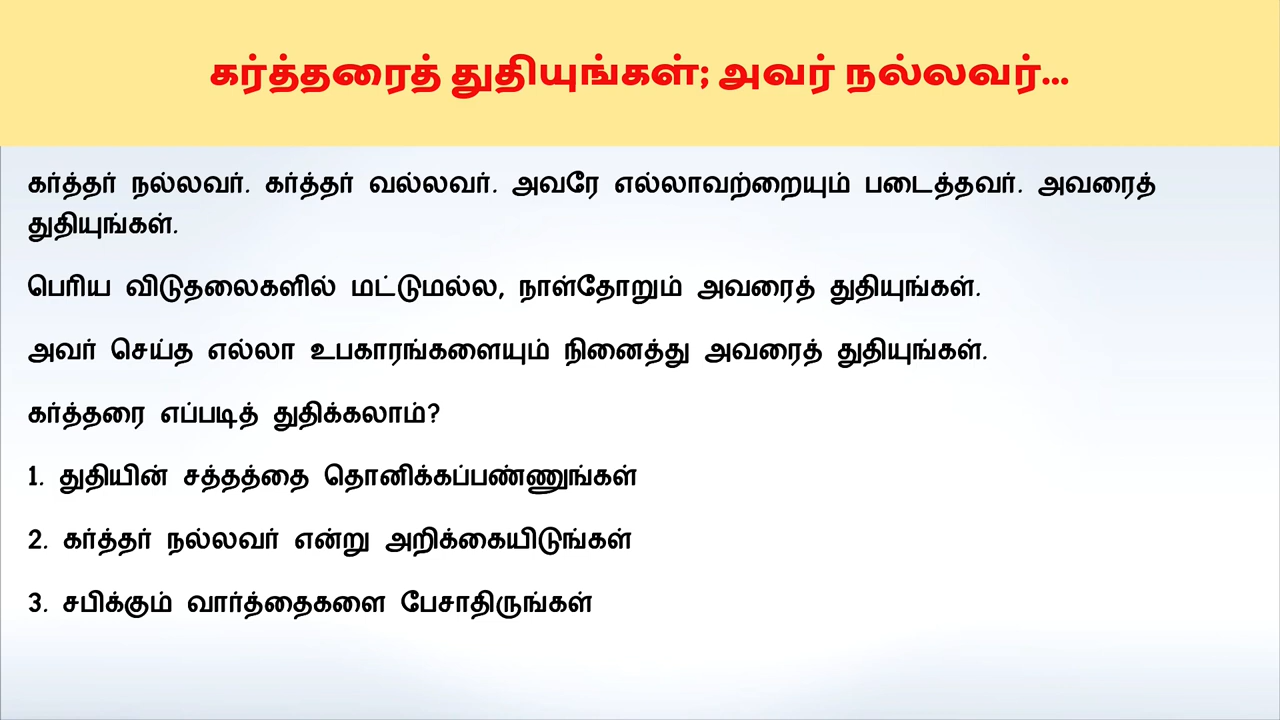 கர்த்தரைத் துதியுங்கள்; அவர் நல்லவர்...
கர்த்தர் நல்லவர். கர்த்தர் வல்லவர். அவரே எல்லாவற்றையும் படைத்தவர். அவரைத்
துதியுங்கள்.
பெரிய விடுதலைகளில் மட்டுமல்ல, நாள்தோறும் அவரைத் துதியுங்கள்.
அவர் செய்த எல்லா உபகாரங்களையும் நினைத்து அவரைத் துதியுங்கள்.
கர்த்தரை எப்படித் துதிக்கலாம்?
1. துதியின் சத்தத்தை தொனிக்கப்பண்ணுங்கள்
2. கர்த்தர் நல்லவர் என்று அறிக்கையிடுங்கள்
3. சபிக்கும் வார்த்தைகளை பேசாதிருங்கள்